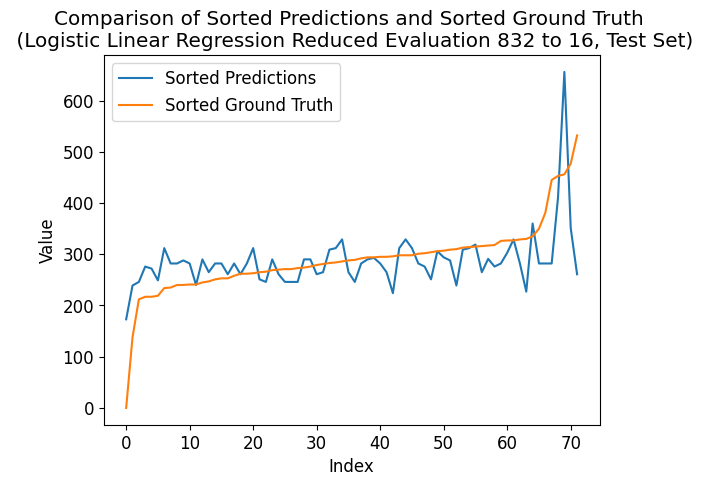 Comparison of Sorted Predictions and Sorted Ground Truth
(Logistic Linear Regression Reduced Evaluation 832 to 16, Test Set)
Sorted Predictions
Sorted Ground Truth
600
500
400
300
200
100
0
Value
0 10 20 30 40 50 60 70
Index